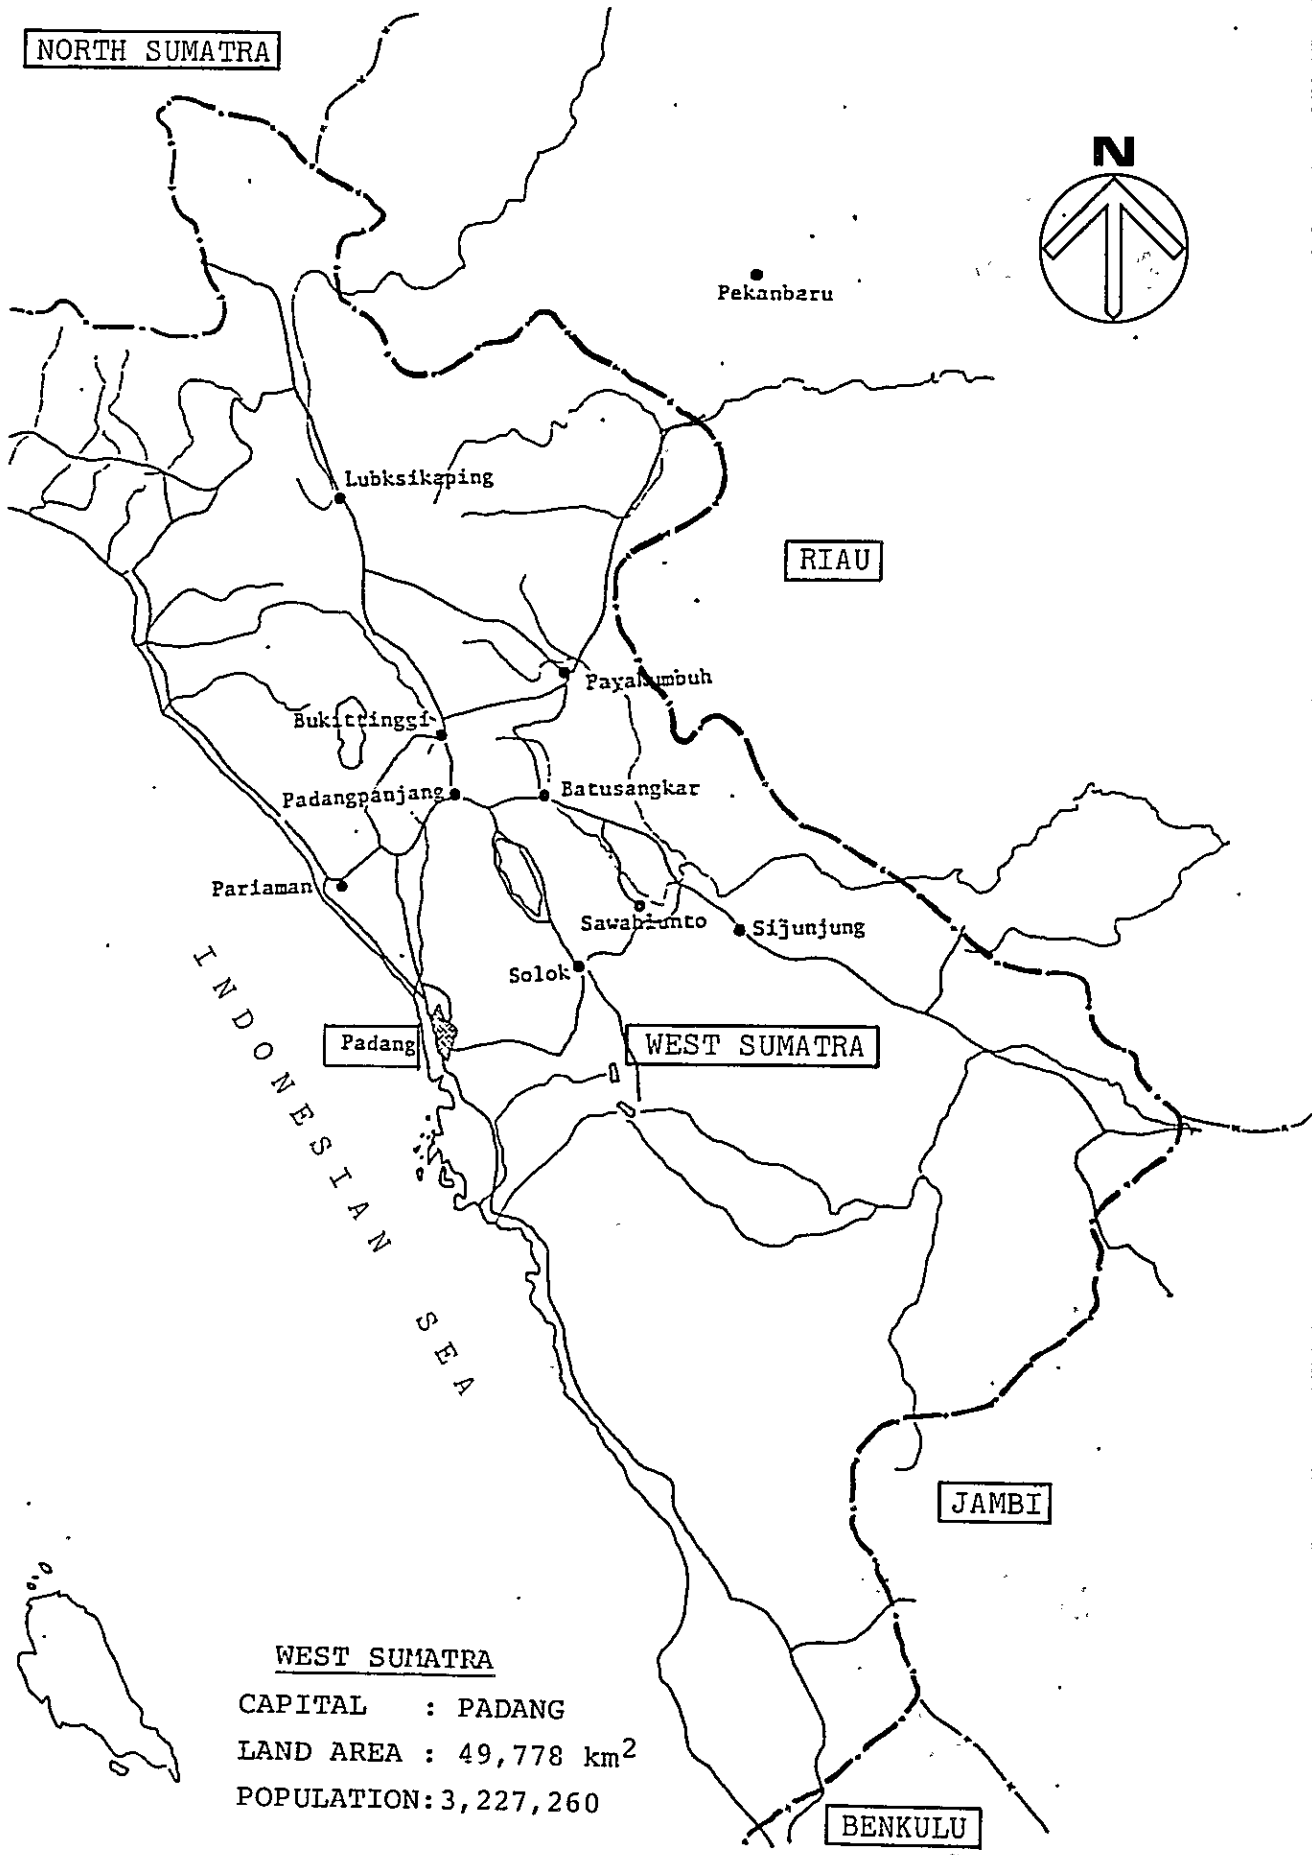 NORTH SUMATRA
N
Pekanbaru
Lubksikaping
RIAU
Payakumbuh
Bukittinggi
Padangpanjang
Batusangkar
Pariaman
Sawahlunto
Sijunjung
Solok
INDONESIAN SEA
Padang
WEST SUMATRA
JAMBI
WEST SUMATRA
CAPITAL : PADANG
LAND AREA : 49,778 km²
POPULATION: 3,227,260
BENKULU